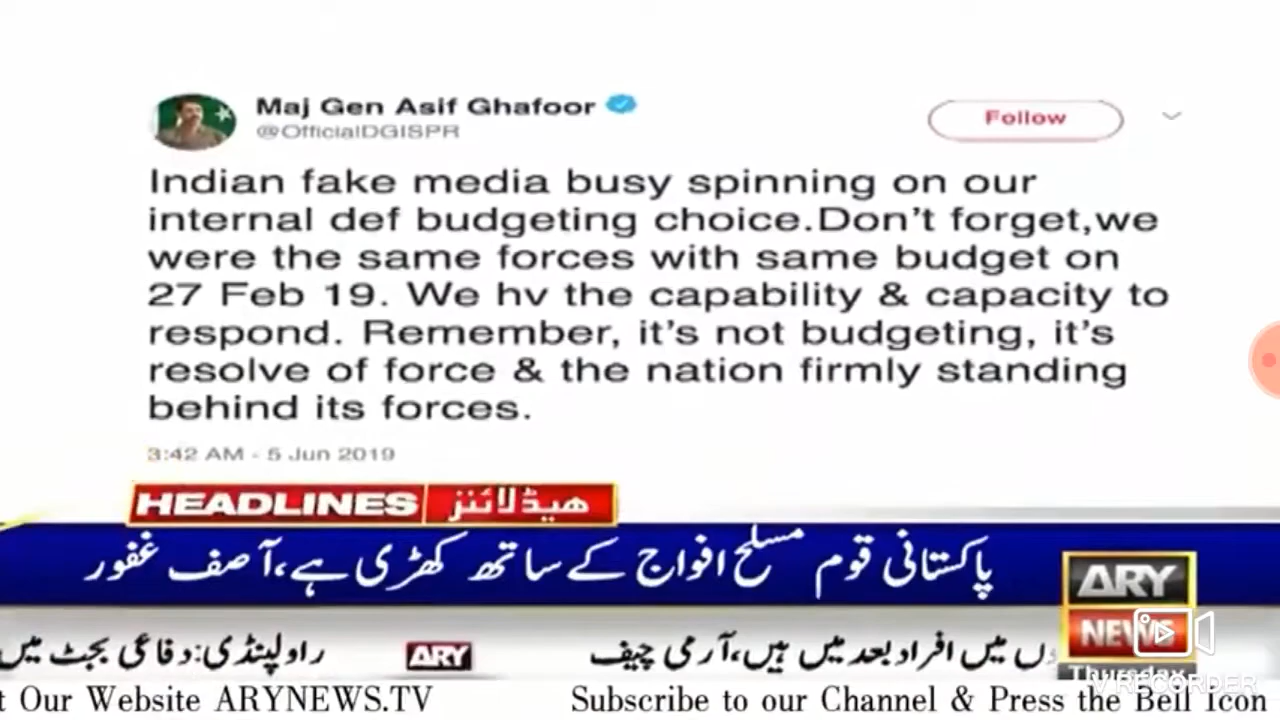 Maj Gen Asif Ghafoor
@OfficialDGISPR
Follow
Indian fake media busy spinning on our
internal def budgeting choice.Don't forget,we
were the same forces with same budget on
27 Feb 19. We hv the capability & capacity to
respond. Remember, it's not budgeting, it's
resolve of force & the nation firmly standing
behind its forces.
3:42 AM - 5 Jun 2019
HEADLINES ھیڈلائنز
پاکستانی قوم مسلح افواج کے ساتھ کھڑی ہے،آصف غفور
ARY
NEWS
میں افراد بعد میں ہیں،آرمی چیف ARY راولپنڈی:دفاعی بجٹ میں
Thursday
V RECORDER
t Our Website ARYNEWS.TV Subscribe to our Channel & Press the Bell Icon